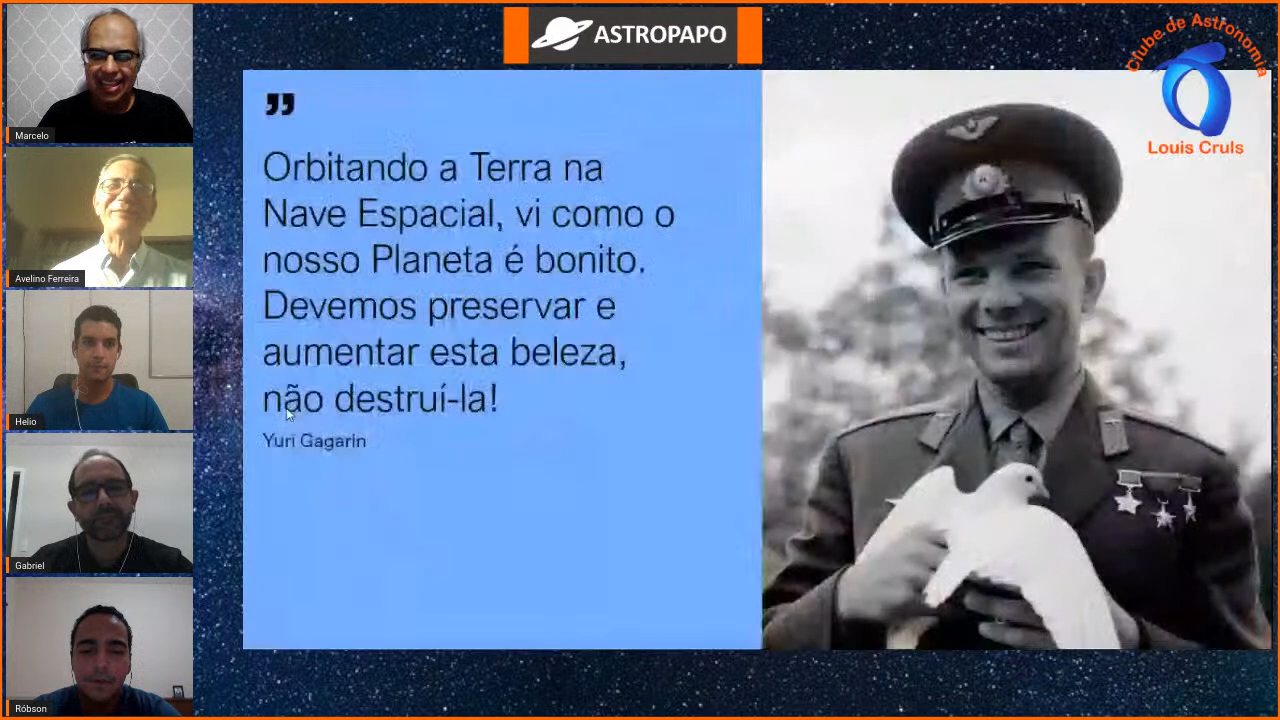 ASTROPAPO
Clube de Astronomia
Louis Cruls
Marcelo
Avelino Ferreira
Helio
Gabriel
Róbson
”
Orbitando a Terra na
Nave Espacial, vi como o
nosso Planeta é bonito.
Devemos preservar e
aumentar esta beleza,
não destruí-la!
Yuri Gagarin